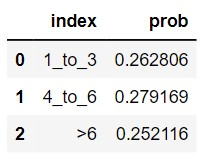 index prob
0 1_to_3 0.262806
1 4_to_6 0.279169
2 >6 0.252116